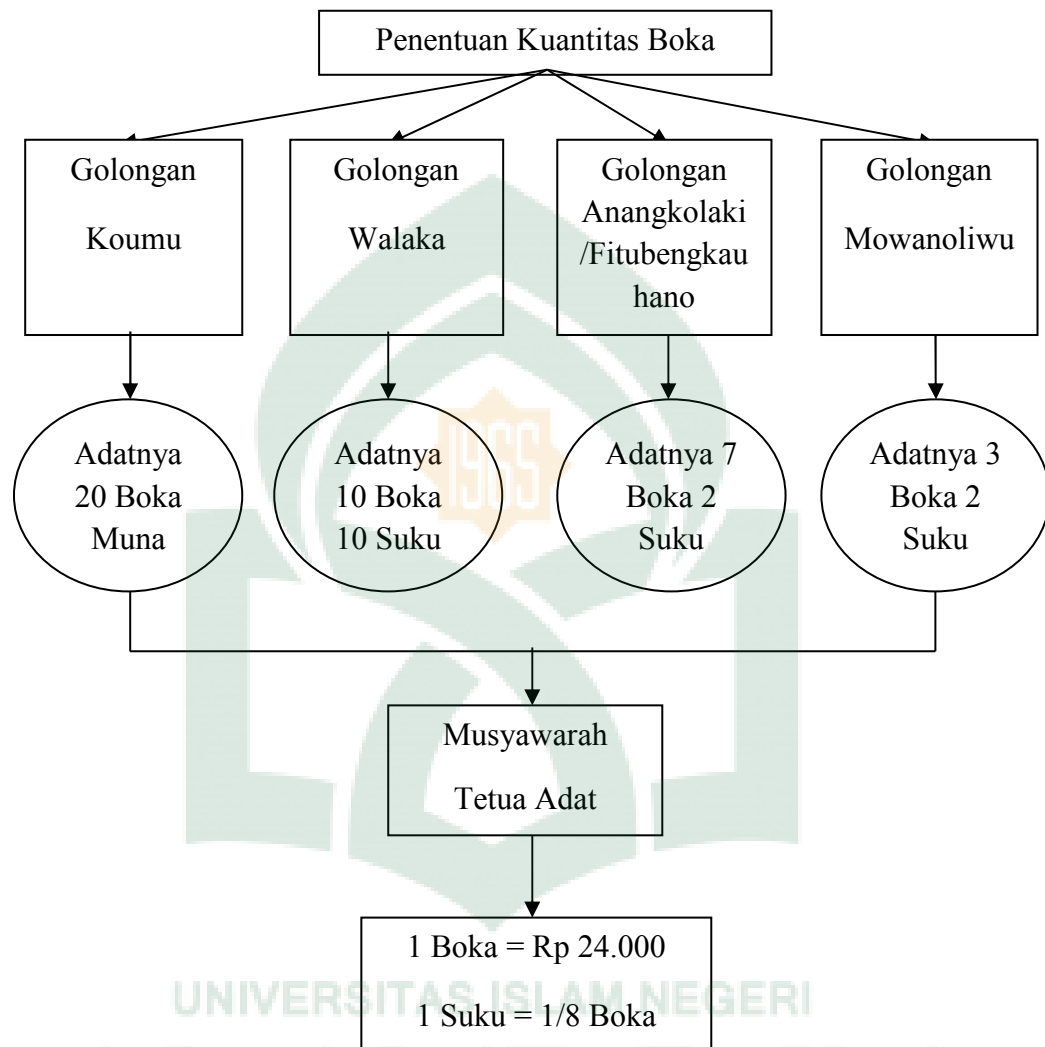 Penentuan Kuantitas Boka
Golongan
Koumu
Golongan
Walaka
Golongan
Anangkolaki
/Fitubengkau
hano
Golongan
Mowanoliwu
Adatnya
20 Boka
Muna
Adatnya
10 Boka
10 Suku
Adatnya 7
Boka 2
Suku
Adatnya 3
Boka 2
Suku
1965
Musyawarah
Tetua Adat
1 Boka = Rp 24.000
1 Suku = 1/8 Boka
UNIVERSITAS ISLAM NEGERI